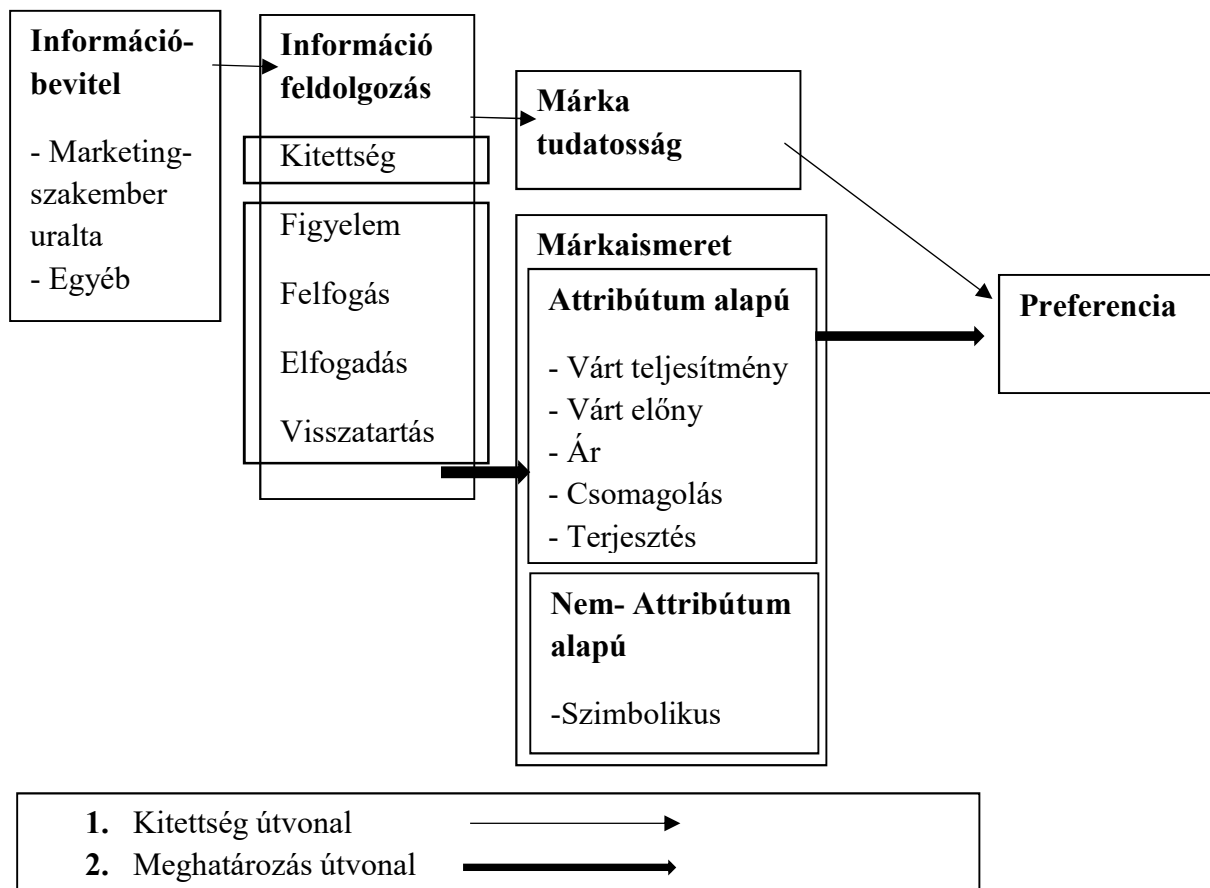 Információ-
bevitel
- Marketing-
szakember
uralta
- Egyéb
Információ
feldolgozás
Kitettség
Figyelem
Felfogás
Elfogadás
Visszatartás
Márka
tudatosság
Márkaismeret
Attribútum alapú
- Várt teljesítmény
- Várt előny
- Ár
- Csomagolás
- Terjesztés
Nem- Attribútum
alapú
-Szimbolikus
Preferencia
1. Kitettség útvonal
2. Meghatározás útvonal